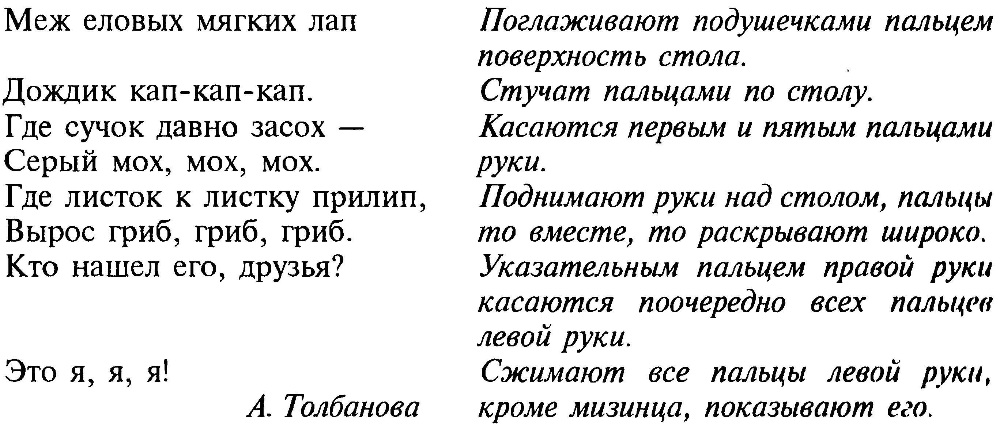 Меж еловых мягких лап
Поглаживают подушечками пальцем
поверхность стола.
Дождик кап-кап-кап.
Стучат пальцами по столу.
Где сучок давно засох —
Касаются первым и пятым пальцами
Серый мох, мох, мох.
руки.
Где листок к листку прилип,
Поднимают руки над столом, пальцы
Вырос гриб, гриб, гриб.
то вместе, то раскрывают широко.
Кто нашел его, друзья?
Указательным пальцем правой руки
касаются поочередно всех пальцев
левой руки.
Это я, я, я!
Сжимают все пальцы левой руки,
А. Толбанова
кроме мизинца, показывают его.